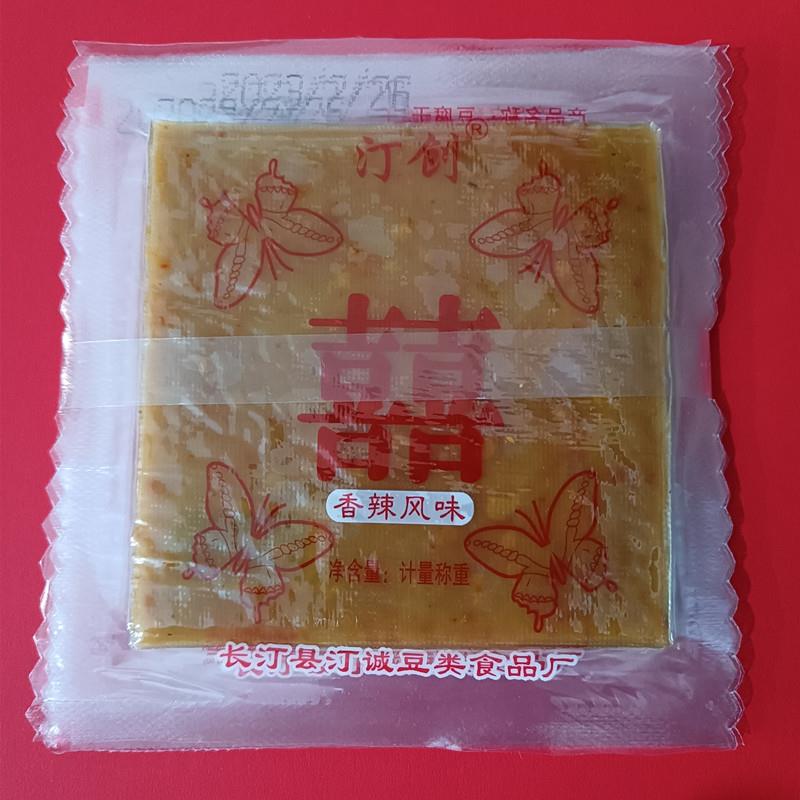 2023/2/26
汀创®
囍
香辣风味
净含量：计量称重
长汀县汀诚豆类食品厂